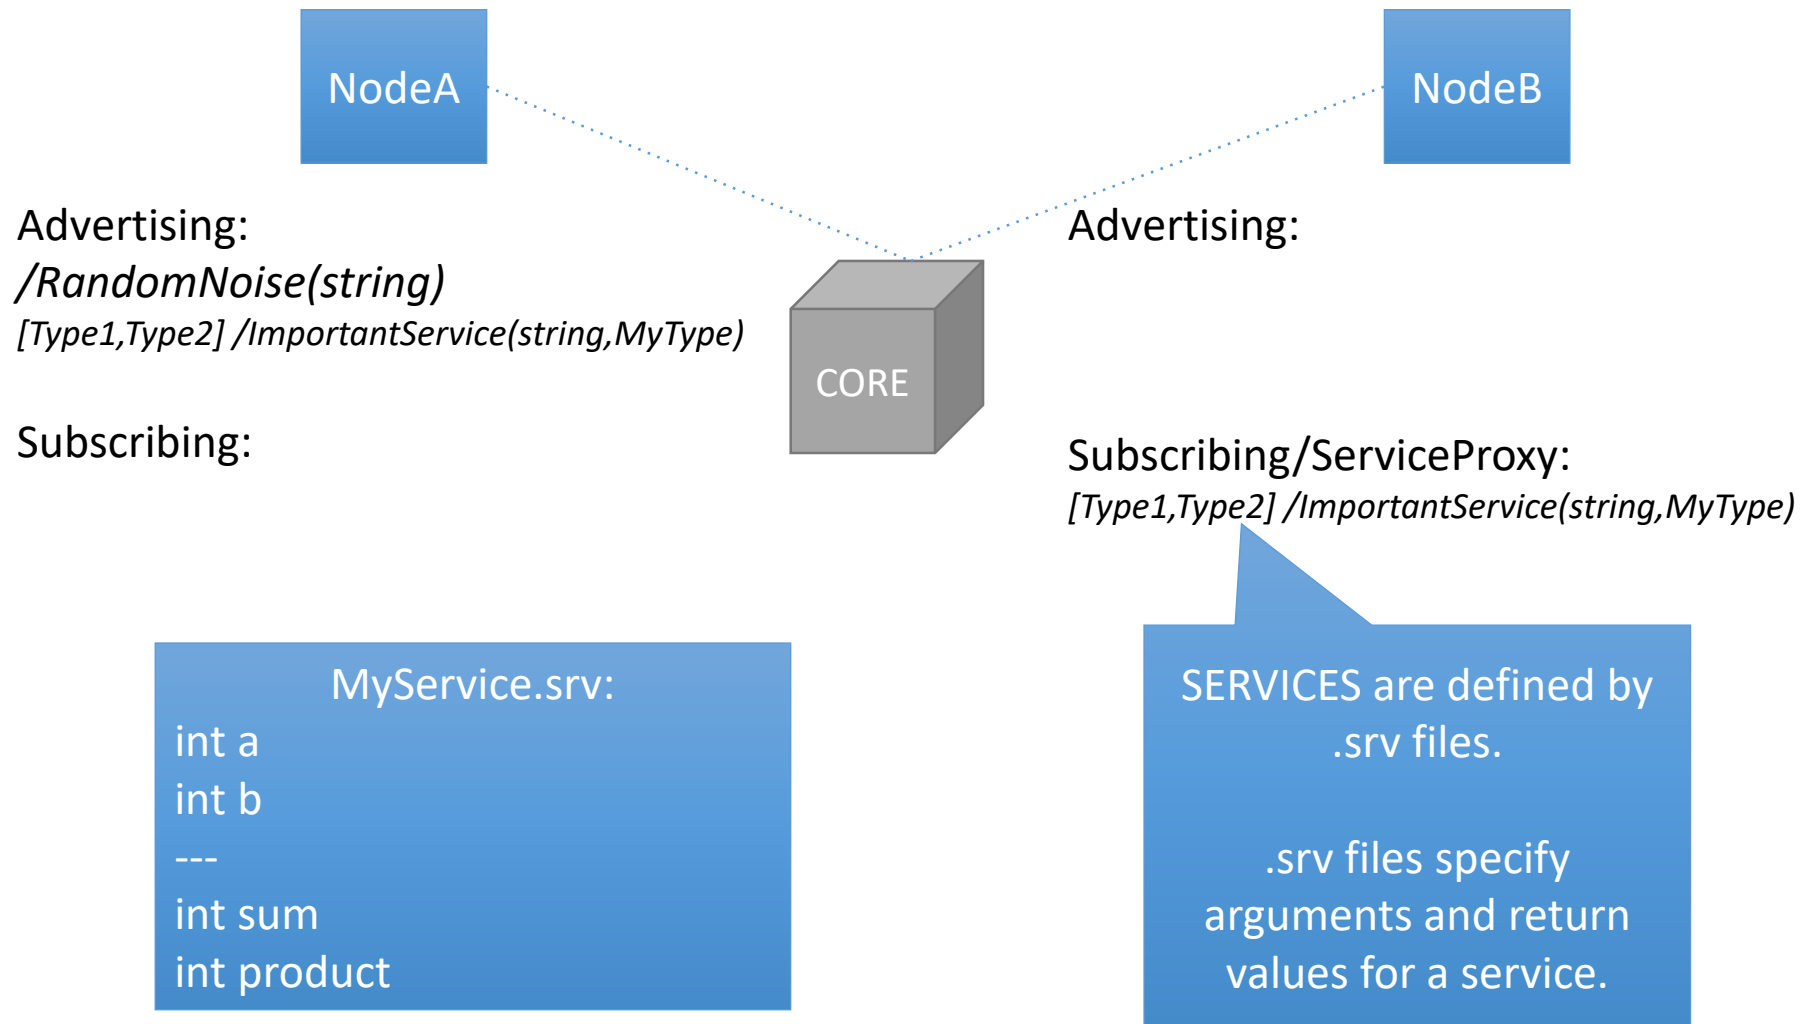 NodeA
NodeB
Advertising:
/RandomNoise(string)
[Type1,Type2] /ImportantService(string,MyType)
Subscribing:
CORE
Advertising:
Subscribing/ServiceProxy:
[Type1,Type2] /ImportantService(string,MyType)
MyService.srv:
int a
int b
---
int sum
int product
SERVICES are defined by
.srv files.
.srv files specify
arguments and return
values for a service.